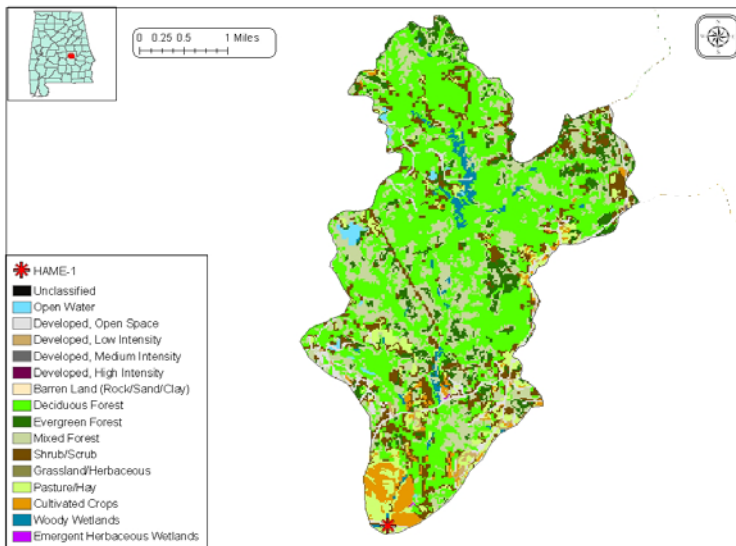 0 0.25 0.5 1 Miles
HAME-1
Unclassified
Open Water
Developed, Open Space
Developed, Low Intensity
Developed, Medium Intensity
Developed, High Intensity
Barren Land (Rock/Sand/Clay)
Deciduous Forest
Evergreen Forest
Mixed Forest
Shrub/Scrub
Grassland/Herbaceous
Pasture/Hay
Cultivated Crops
Woody Wetlands
Emergent Herbaceous Wetlands